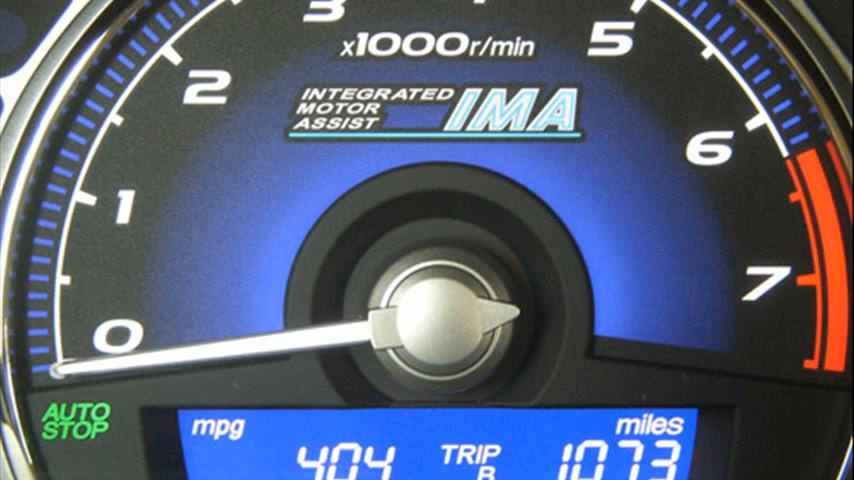 3
x1000r/min
5
2
INTEGRATED
MOTOR
ASSIST
IMA
6
1
7
0
AUTO
STOP
mpg
miles
404
TRIP
B
1073